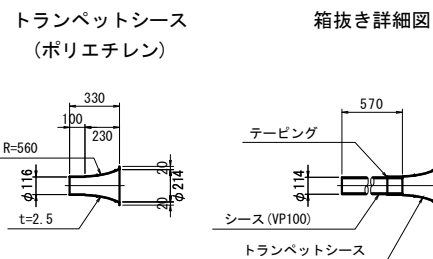 トランペットシース
(ポリエチレン)
箱抜き詳細図
330
100
230
R=560
φ116
20
φ214
20
t=2.5
570
テーピング
φ114
シース(VP100)
トランペットシース